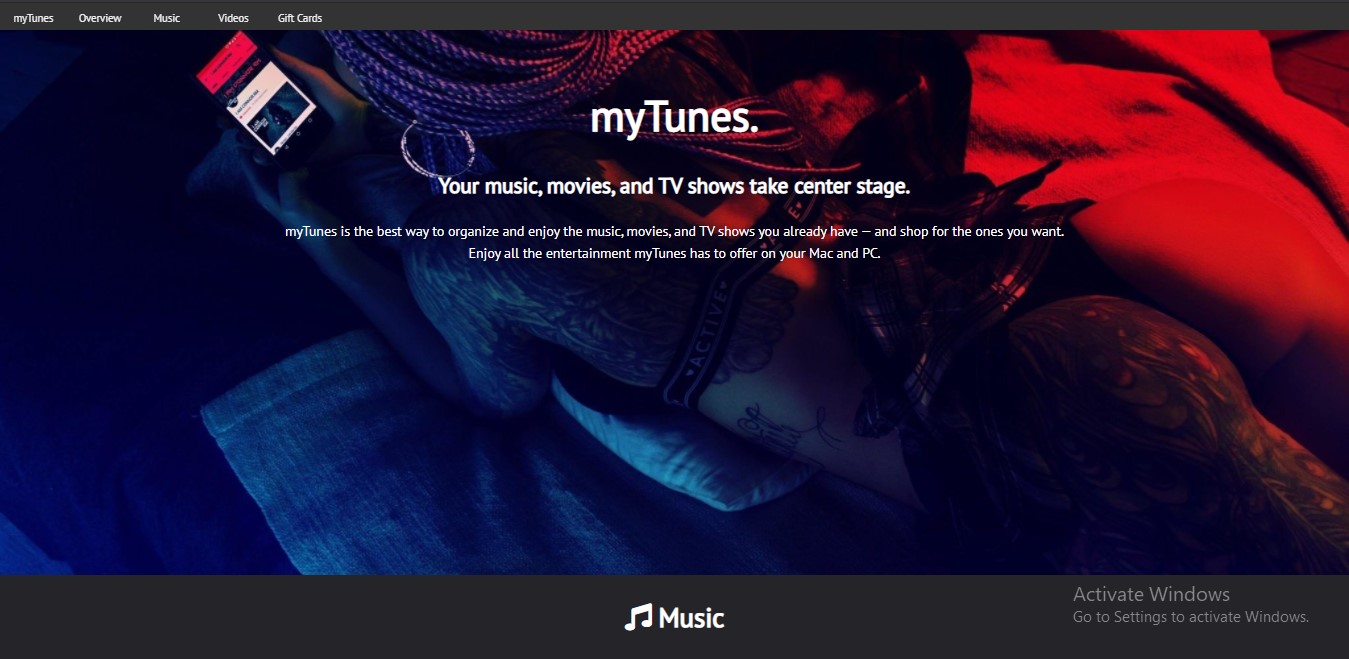 myTunes Overview Music Videos Gift Cards
myTunes.
Your music, movies, and TV shows take center stage.
myTunes is the best way to organize and enjoy the music, movies, and TV shows you already have — and shop for the ones you want.
Enjoy all the entertainment myTunes has to offer on your Mac and PC.
ACTIVE
Music
Activate Windows
Go to Settings to activate Windows.